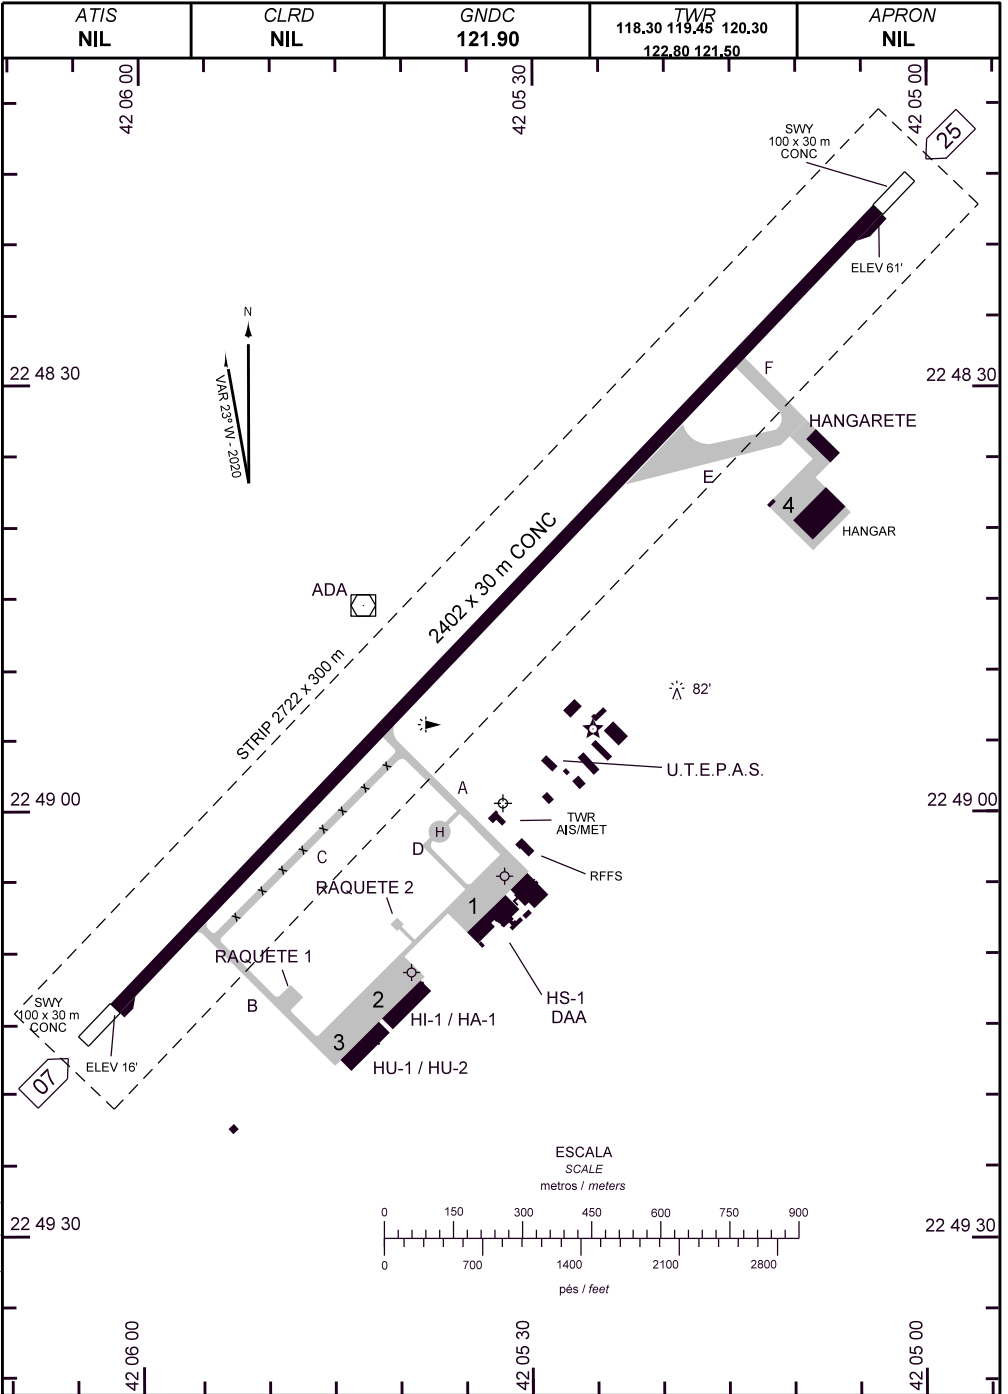 ATIS
NIL
CLRD
NIL
GNDC
121.90
TWR
118.30 119.45 120.30
122.80 121.50
APRON
NIL
42 06 00
42 05 30
42 05 00
SWY
100 x 30 m
CONC
25
ELEV 61'
N
VAR 23° W - 2020
22 48 30
22 48 30
F
HANGARETE
E
4
HANGAR
2402 x 30 m CONC
ADA
STRIP 2722 x 300 m
82'
U.T.E.P.A.S.
22 49 00
22 49 00
A
TWR
AIS/MET
H
D
C
RFFS
RAQUETE 2
1
RAQUETE 1
B
2
HS-1
DAA
SWY
100 x 30 m
CONC
HI-1 / HA-1
3
ELEV 16'
HU-1 / HU-2
07
ESCALA
SCALE
metros / meters
0 150 300 450 600 750 900
22 49 30
22 49 30
0 700 1400 2100 2800
pés / feet
42 06 00
42 05 30
42 05 00